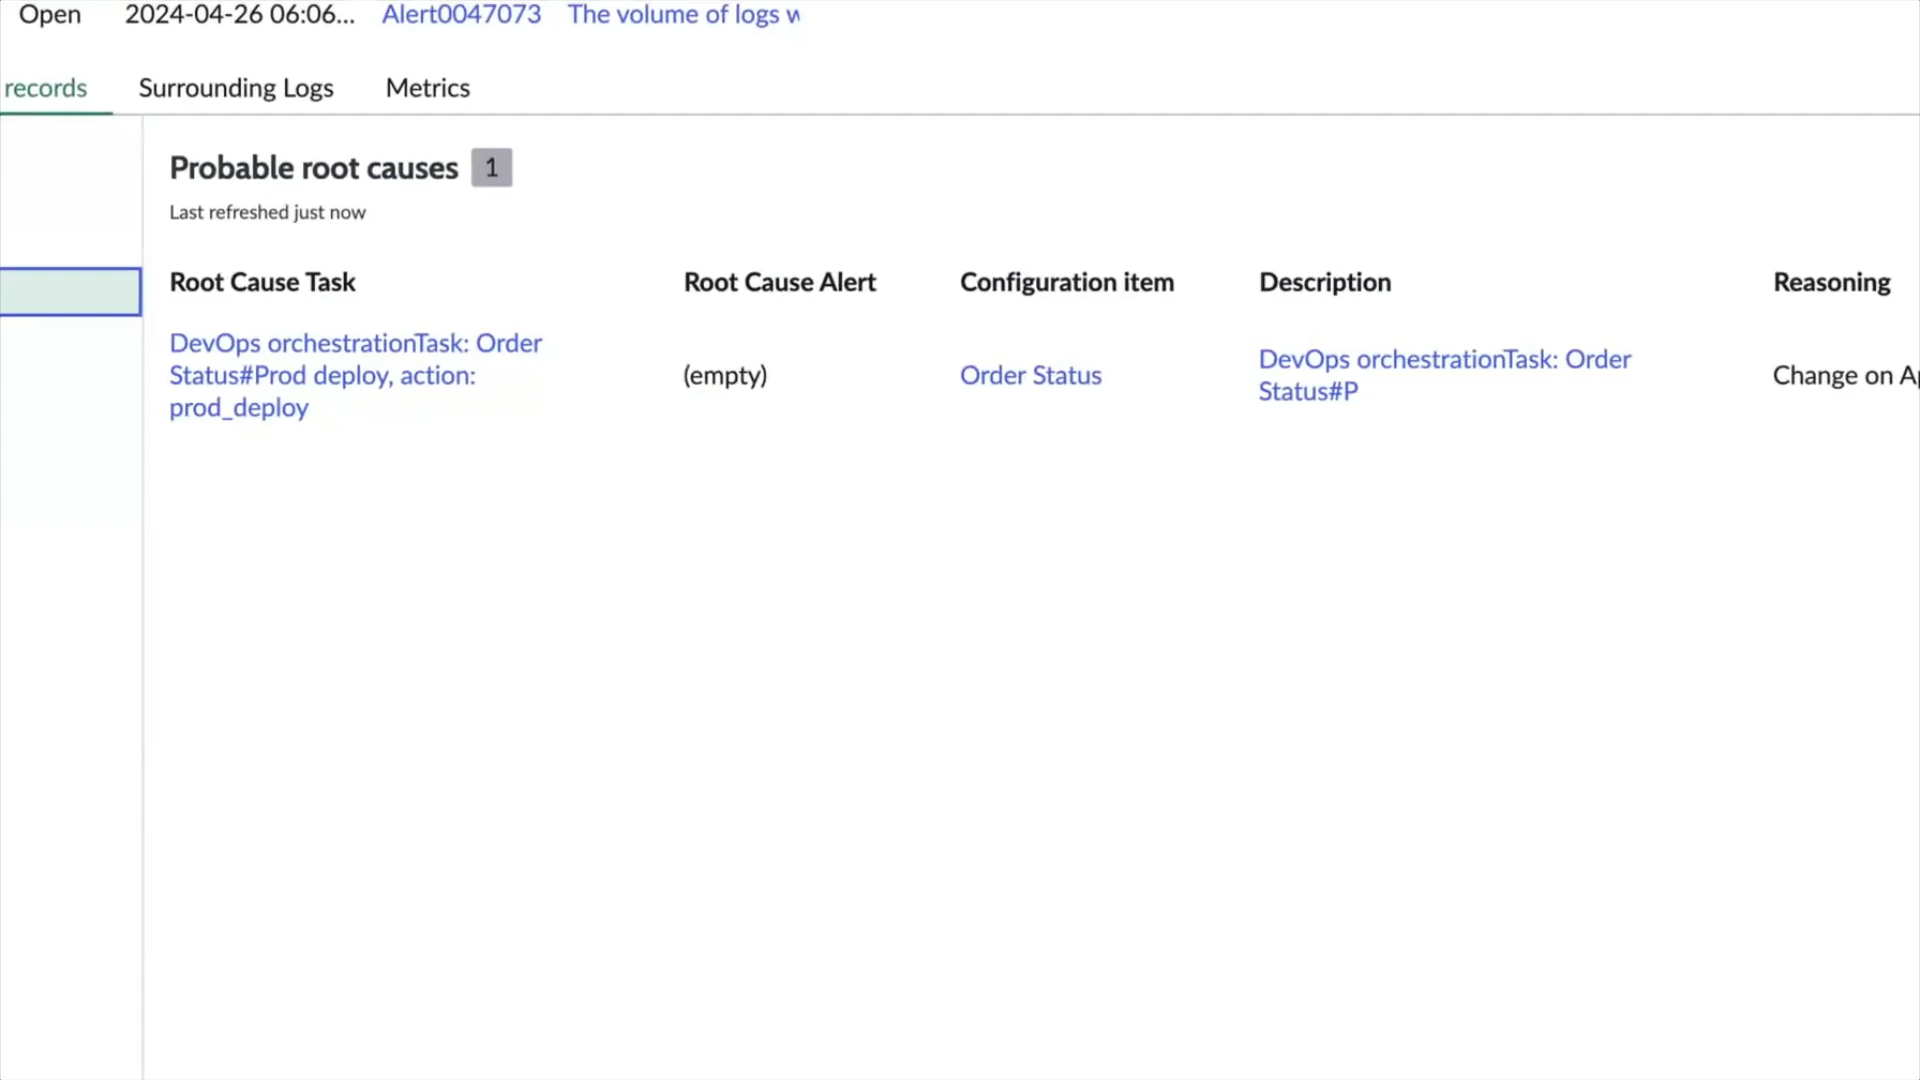 Open 2024-04-26 06:06... Alert0047073 The volume of logs
records Surrounding Logs Metrics
Probable root causes 1
Last refreshed just now
Root Cause Task Root Cause Alert Configuration item Description Reasoning
DevOps orchestrationTask: Order
Status#Prod deploy, action:
prod_deploy
(empty)
Order Status
DevOps orchestrationTask: Order
Status#P
Change on